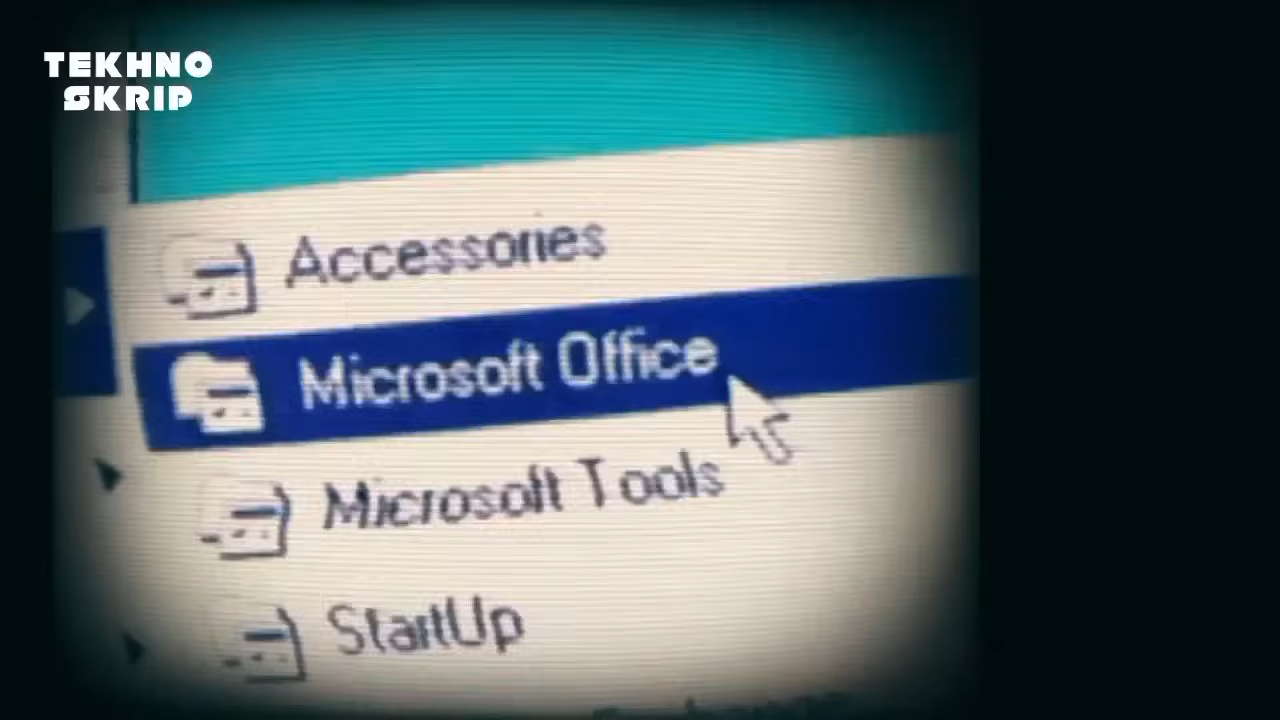 TEKHNO
SKRIP
Accessories
Microsoft Office
Microsoft Tools
StartUp